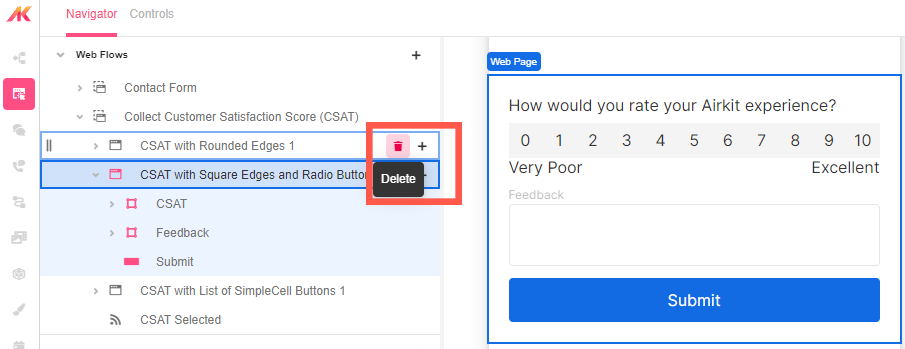 Navigator Controls
Web Flows
Contact Form
Collect Customer Satisfaction Score (CSAT)
CSAT with Rounded Edges 1
CSAT with Square Edges and Radio Button
Delete
CSAT
Feedback
Submit
CSAT with List of SimpleCell Buttons 1
CSAT Selected
Web Page
How would you rate your Airkit experience?
0 1 2 3 4 5 6 7 8 9 10
Very Poor Excellent
Feedback
Submit